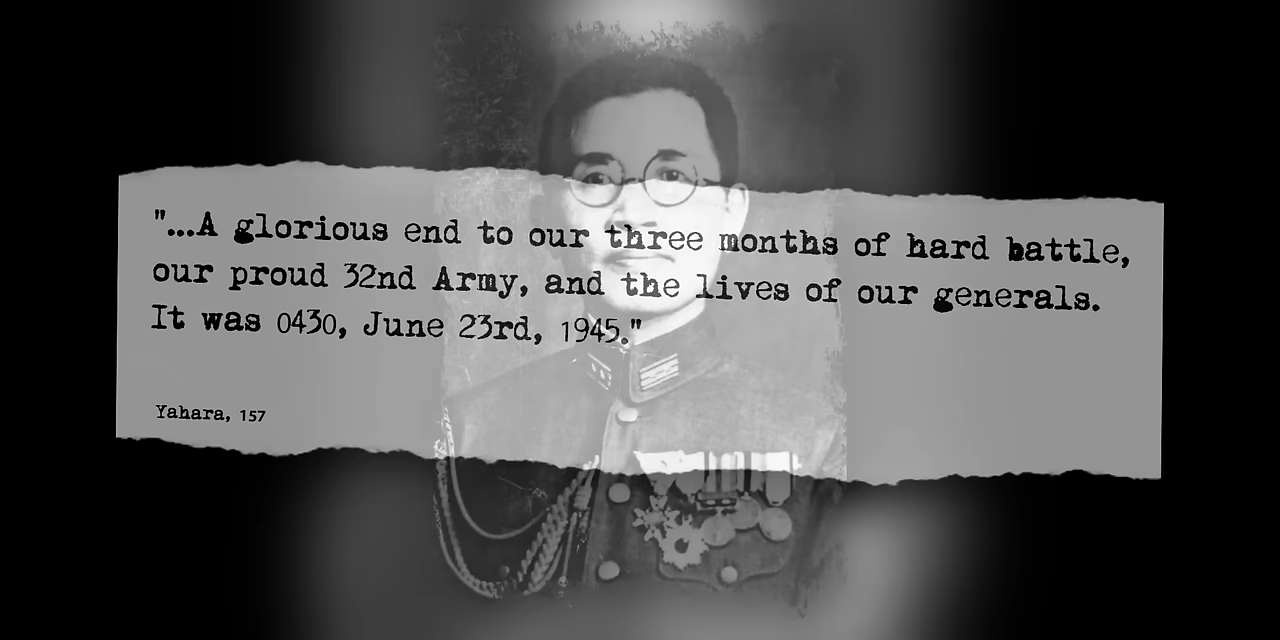 "...A glorious end to our three months of hard battle,
our proud 32nd Army, and the lives of our generals.
It was 0430, June 23rd, 1945."
Yahara, 157